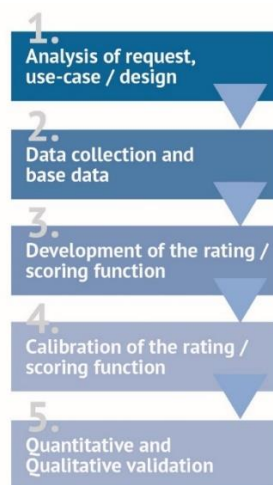 1.
Analysis of request,
use-case / design
2.
Data collection and
base data
3.
Development of the rating /
scoring function
4.
Calibration of the rating /
scoring function
5.
Quantitative and
Qualitative validation